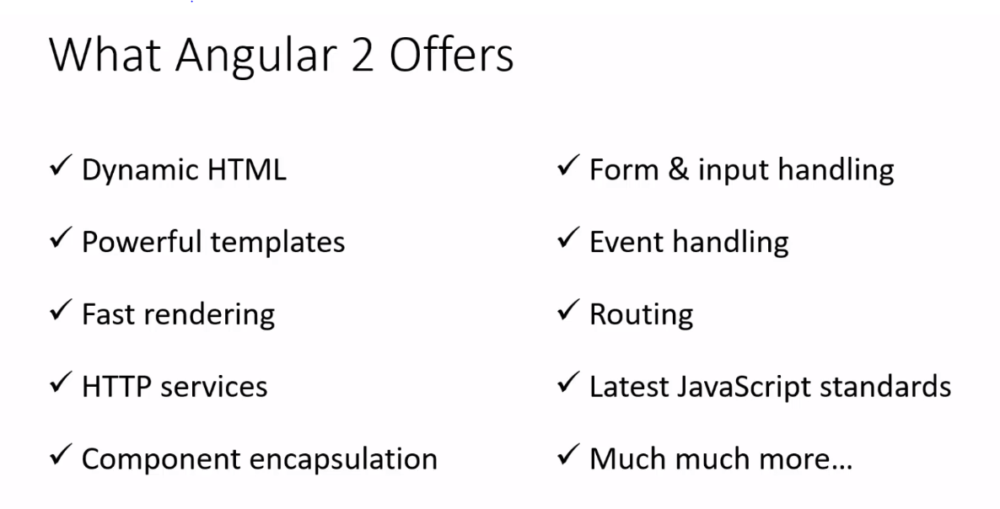 What Angular 2 Offers
✓ Dynamic HTML
✓ Powerful templates
✓ Fast rendering
✓ HTTP services
✓ Component encapsulation
✓ Form & input handling
✓ Event handling
✓ Routing
✓ Latest JavaScript standards
✓ Much much more...